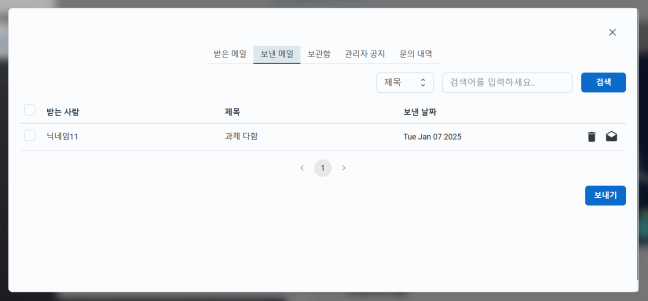 받은 메일 보낸 메일 보관함 관리자 공지 문의 내역
제목 검색어를 입력하세요.. 검색
받는 사람 제목 보낸 날짜
닉네임11 과제 다함 Tue Jan 07 2025
1
보내기